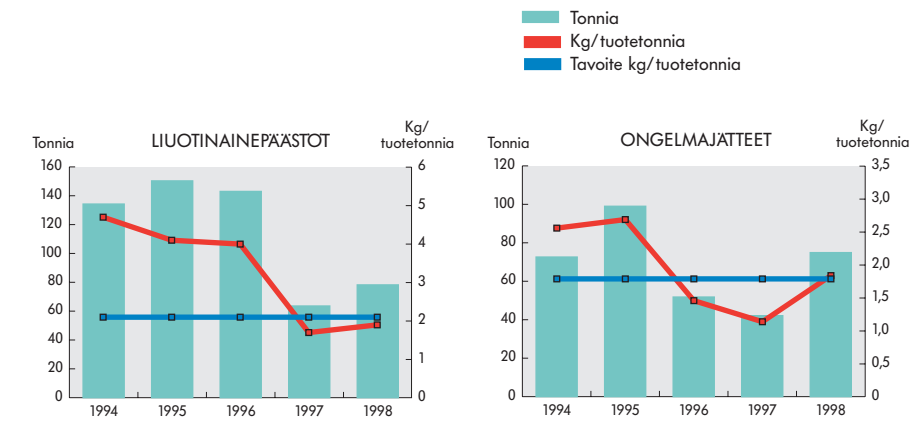 Tonnia
Kg/tuotetonnia
Tavoite kg/tuotetonnia
Tonnia
LIUOTINAINEPÄÄSTÖT
Kg/
tuotetonnia
160
140
120
100
80
60
40
20
0
6
5
4
3
2
1
0
1994 1995 1996 1997 1998
Tonnia
ONGELMAJÄTTEET
Kg/
tuotetonnia
120
100
80
60
40
20
0
3,5
3,0
2,5
2,0
1,5
1,0
0,5
0
1994 1995 1996 1997 1998